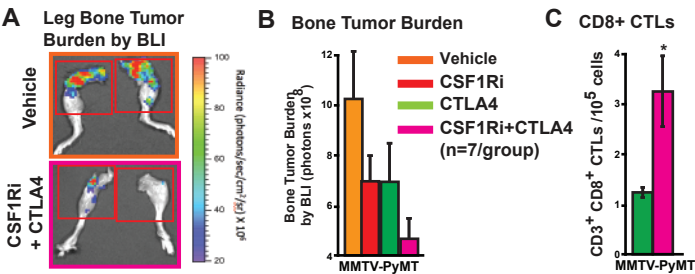 A Leg Bone Tumor
Burden by BLI
Vehicle
CSF1Ri
+ CTLA4
100
80
60
40
20
Radiance (photons/sec/cm²/sr) X 10⁶
B Bone Tumor Burden
Bone Tumor Burden
by BLI (photons x10⁸)
12
10
8
6
4
Vehicle
CSF1Ri
CTLA4
CSF1Ri+CTLA4
(n=7/group)
MMTV-PyMT
C CD8+ CTLs
CD3⁺ CD8⁺ CTLs /10⁵ cells
4
3
2
1
0
*
MMTV-PyMT